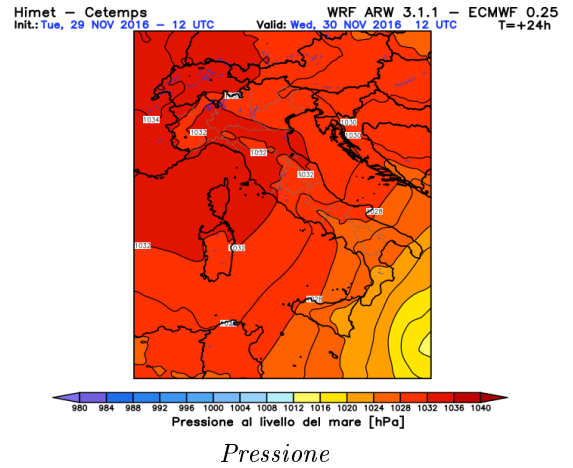 Himet – Cetemps WRF ARW 3.1.1 – ECMWF 0.25
Init.: Tue, 29 NOV 2016 – 12 UTC Valid: Wed, 30 NOV 2016 12 UTC T=+24h
1034
1032
1030
1030
1032
1032
1032
1032
980 984 988 992 996 1000 1004 1008 1012 1016 1020 1024 1028 1032 1036 1040
Pressione al livello del mare [hPa]
Pressione